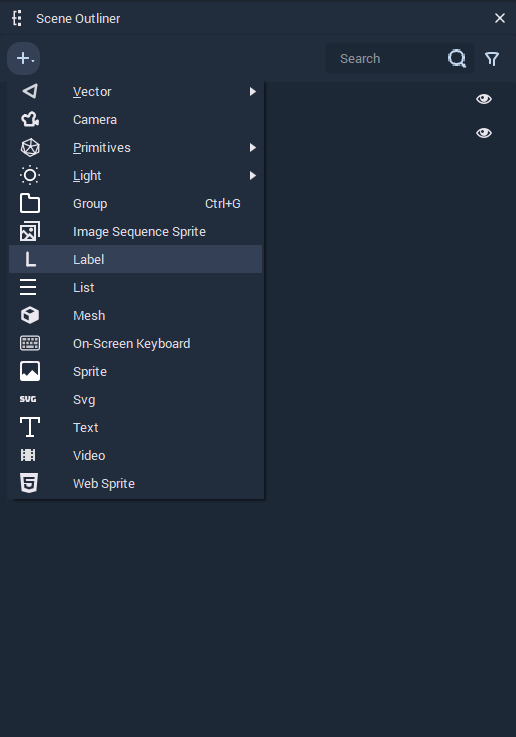 Scene Outliner
Search
Vector
Camera
Primitives
Light
Group Ctrl+G
Image Sequence Sprite
Label
List
Mesh
On-Screen Keyboard
Sprite
SVG Svg
Text
Video
Web Sprite